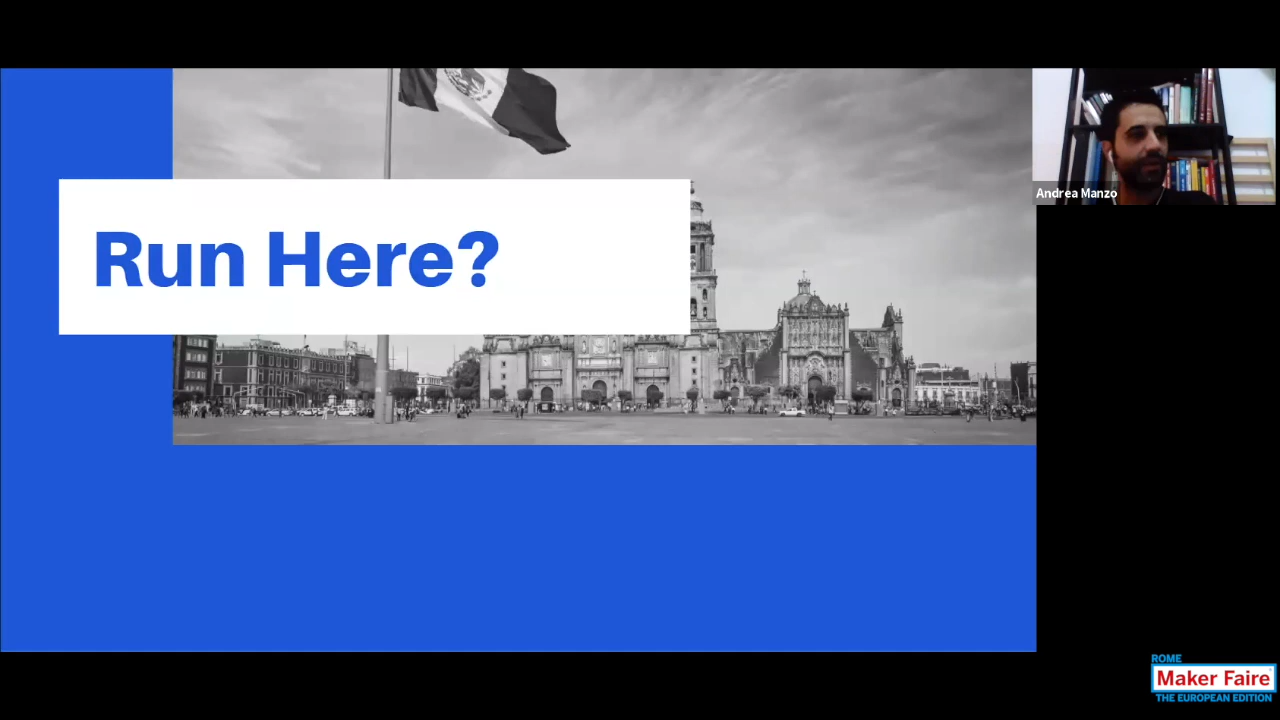 Run Here?
Andrea Manzo
ROME
Maker Faire
THE EUROPEAN EDITION